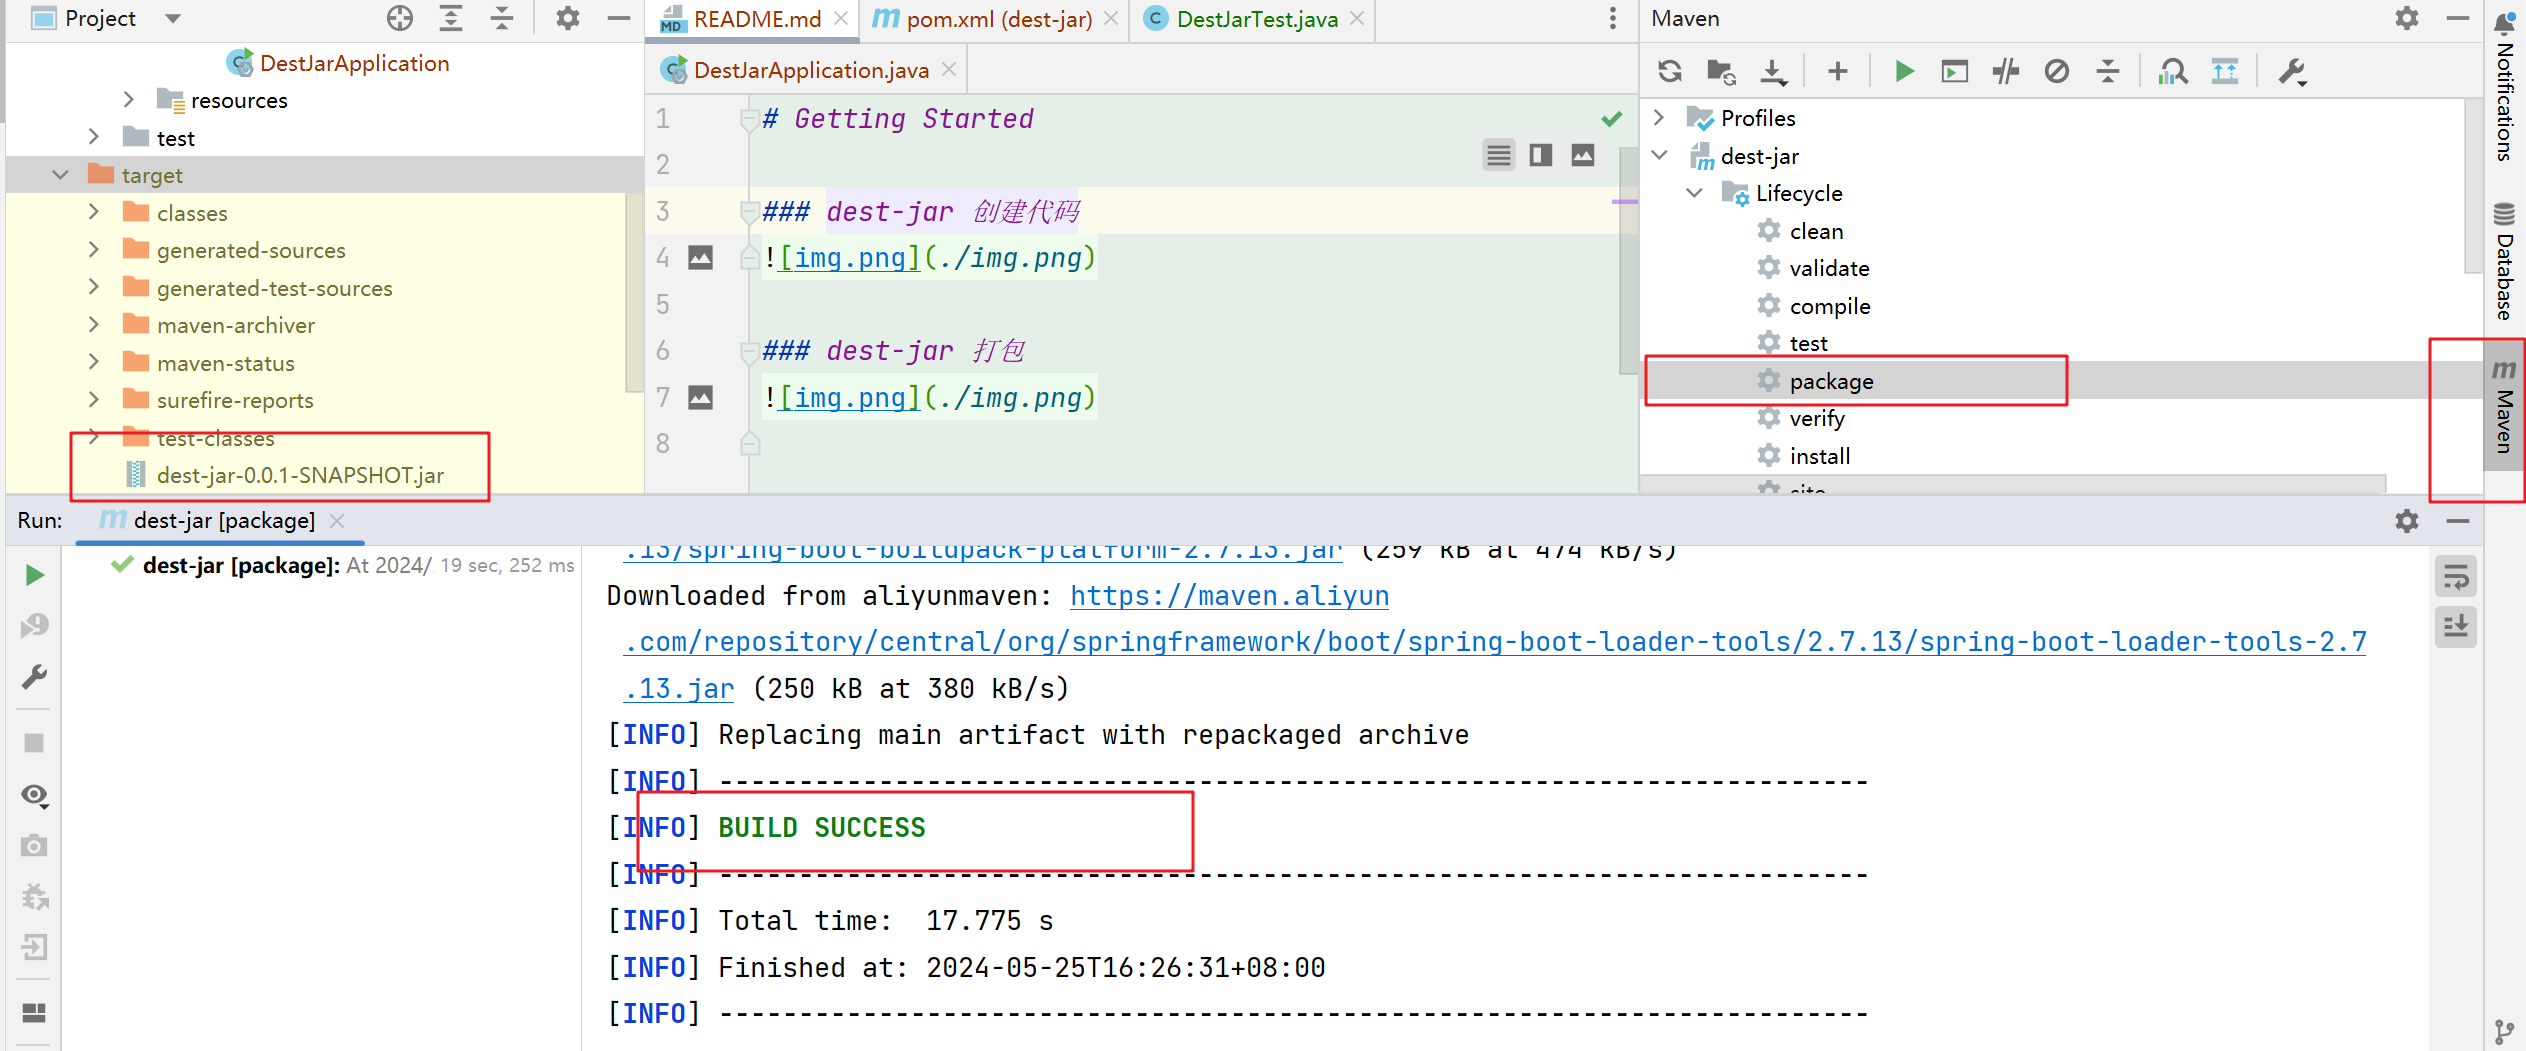 Project
DestJarApplication
resources
test
target
classes
generated-sources
generated-test-sources
maven-archiver
maven-status
surefire-reports
test-classes
dest-jar-0.0.1-SNAPSHOT.jar
MD README.md
m pom.xml (dest-jar)
C DestJarTest.java
DestJarApplication.java
1 # Getting Started
2
3 ### dest-jar 创建代码
4 ![img.png](./img.png)
5
6 ### dest-jar 打包
7 ![img.png](./img.png)
8
Maven
Profiles
dest-jar
Lifecycle
clean
validate
compile
test
package
verify
install
site
Notifications
Database
Maven
Run: m dest-jar [package]
dest-jar [package]: At 2024/ 19 sec, 252 ms
.13/spring-boot-buildpack-platform-2.7.13.jar (259 kB at 474 kB/s)
Downloaded from aliyunmaven: https://maven.aliyun
.com/repository/central/org/springframework/boot/spring-boot-loader-tools/2.7.13/spring-boot-loader-tools-2.7
.13.jar (250 kB at 380 kB/s)
[INFO] Replacing main artifact with repackaged archive
[INFO] ------------------------------------------------------------------------
[INFO] BUILD SUCCESS
[INFO] ------------------------------------------------------------------------
[INFO] Total time:  17.775 s
[INFO] Finished at: 2024-05-25T16:26:31+08:00
[INFO] ------------------------------------------------------------------------